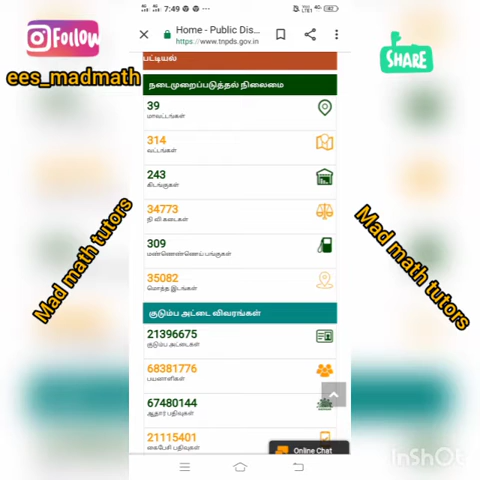 Follow
ees_madmath
SHARE
7:49
Home - Public Dis...
https://www.tnpds.gov.in
பட்டியல்
நடைமுறைப்படுத்தல் நிலைமை
39
மாவட்டங்கள்
314
வட்டங்கள்
243
கிடங்குகள்
34773
நி வி கடைகள்
309
மண்ணெண்ணெய் பங்குகள்
35082
மொத்த இடங்கள்
குடும்ப அட்டை விவரங்கள்
21396675
குடும்ப அட்டைகள்
68381776
பயனாளிகள்
67480144
ஆதார் பதிவுகள்
21115401
கைபேசி பதிவுகள்
Online Chat
Mad math tutors
Mad math tutors
InShOt